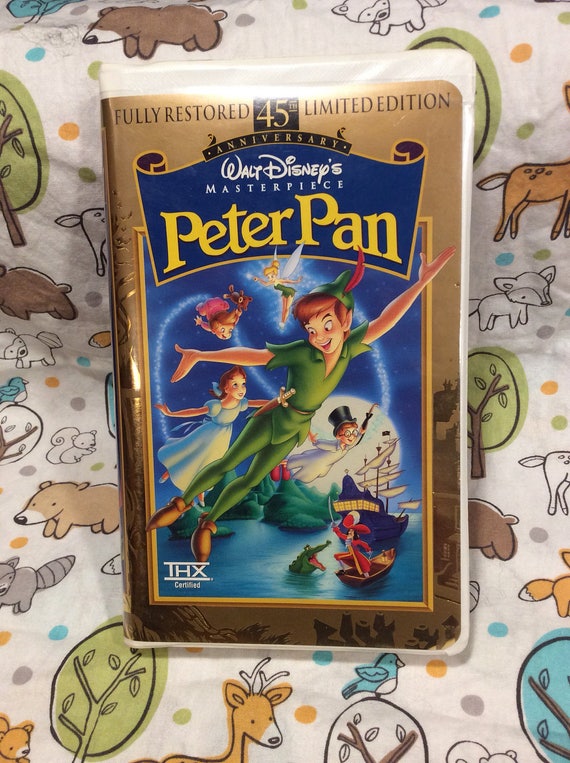 FULLY RESTORED 45TH LIMITED EDITION
ANNIVERSARY
WALT DISNEY'S
MASTERPIECE
Peter Pan
THX
Certified